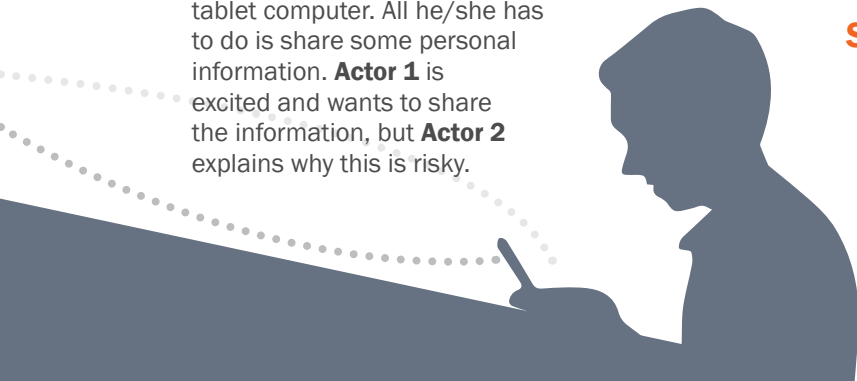 tablet computer. All he/she has
to do is share some personal
information. Actor 1 is
excited and wants to share
the information, but Actor 2
explains why this is risky.